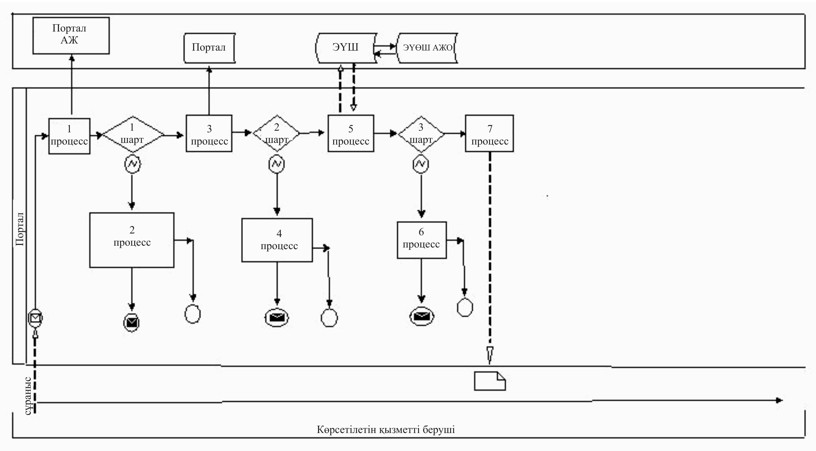 Портал
АЖ
Портал
ЭҮШ
ЭҮӨШ АЖО
1
процесс
1
шарт
3
процесс
2
шарт
5
процесс
3
шарт
7
процесс
2
процесс
4
процесс
6
процесс
Портал
сұраныс
Көрсетілетін қызметті беруші